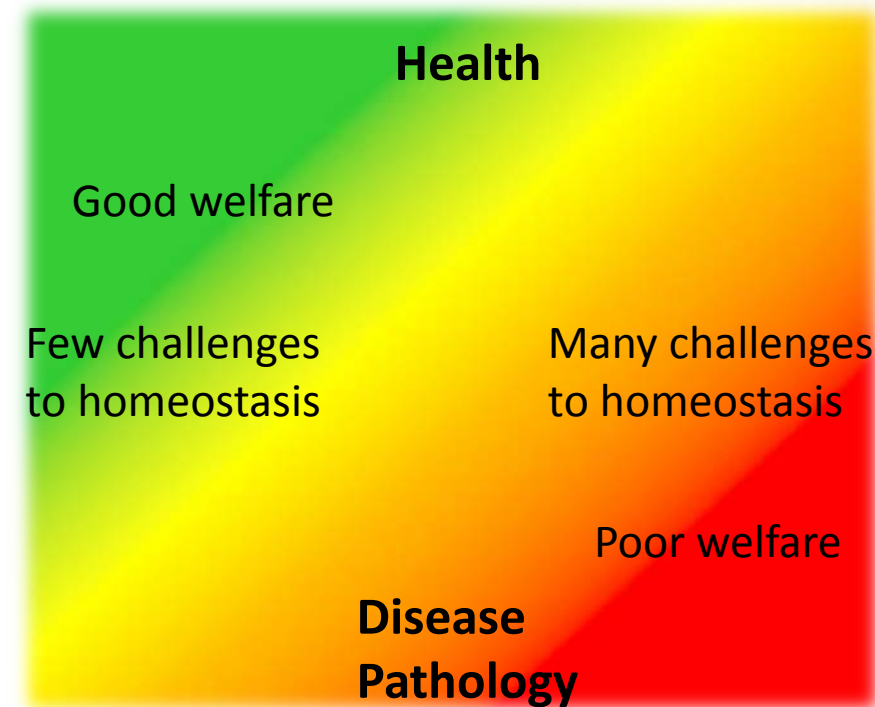 Health
Good welfare
Few challenges
to homeostasis
Many challenges
to homeostasis
Poor welfare
Disease
Pathology